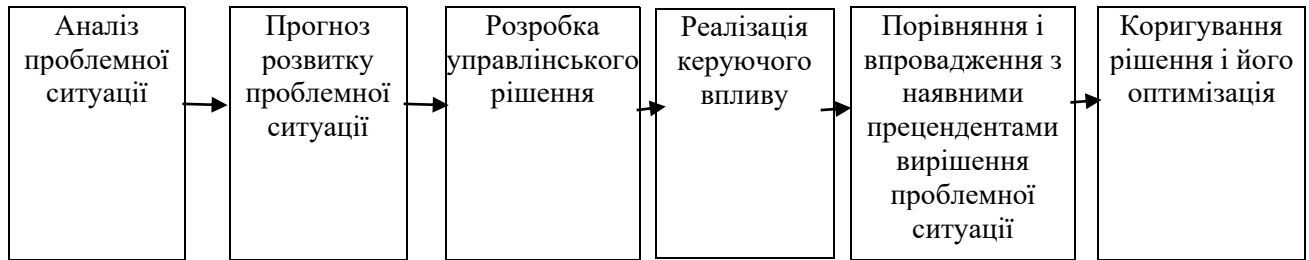 Аналіз
проблемної
ситуації
Прогноз
розвитку
проблемної
ситуації
Розробка
управлінського
рішення
Реалізація
керуючого
впливу
Порівняння і
впровадження з
наявними
прецендентами
вирішення
проблемної
ситуації
Коригування
рішення і його
оптимізація